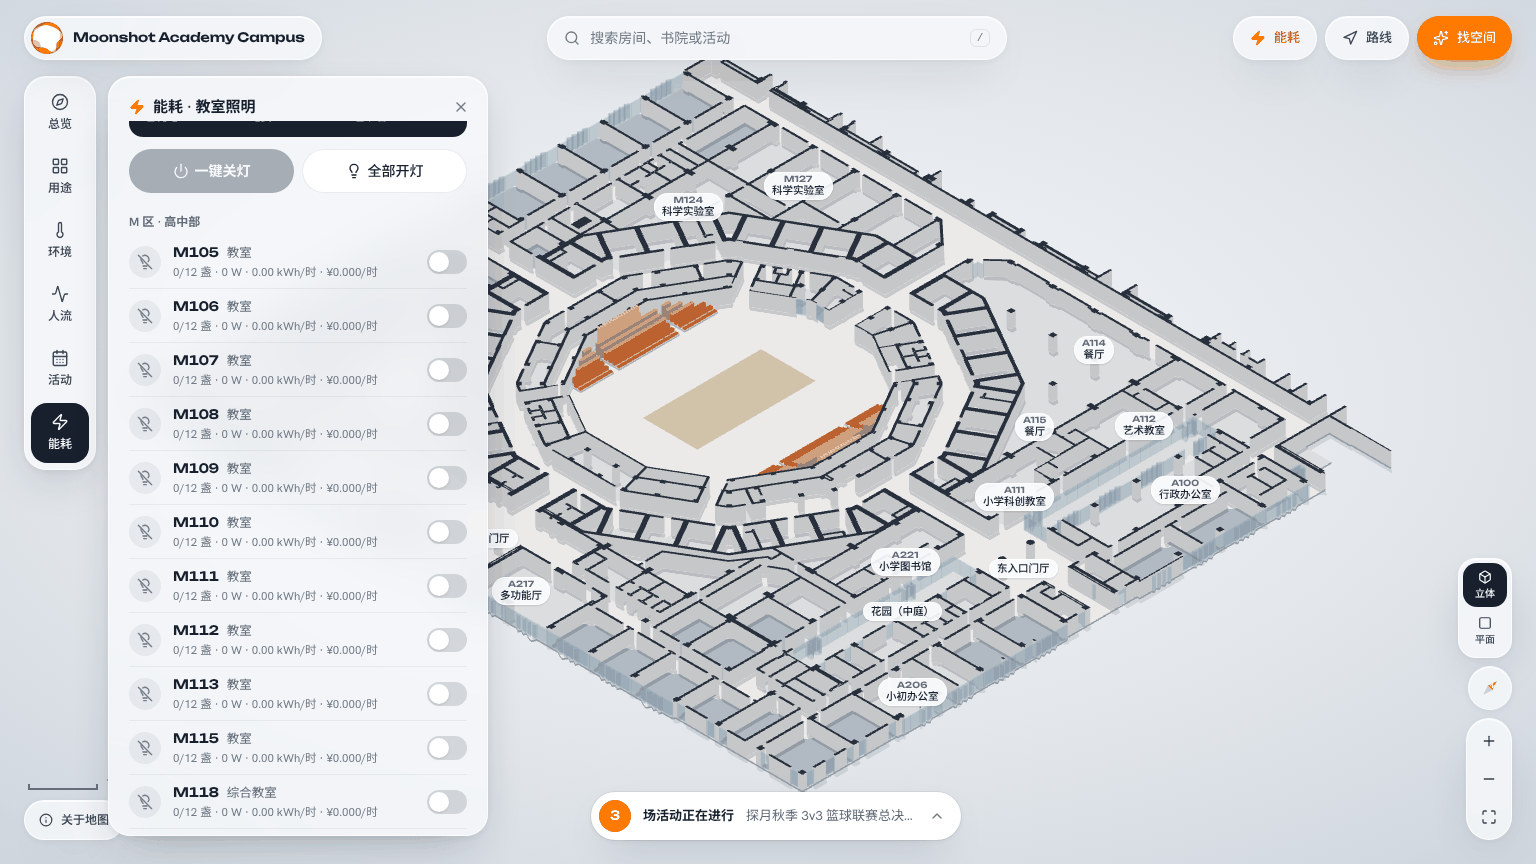 Moonshot Academy Campus
搜索房间、书院或活动
/
能耗
路线
找空间
总览
用途
环境
人流
活动
能耗
能耗 · 教室照明
一键关灯
全部开灯
M 区 · 高中部
M105 教室
0/12 盏 · 0 W · 0.00 kWh/时 · ¥0.000/时
M106 教室
0/12 盏 · 0 W · 0.00 kWh/时 · ¥0.000/时
M107 教室
0/12 盏 · 0 W · 0.00 kWh/时 · ¥0.000/时
M108 教室
0/12 盏 · 0 W · 0.00 kWh/时 · ¥0.000/时
M109 教室
0/12 盏 · 0 W · 0.00 kWh/时 · ¥0.000/时
M110 教室
0/12 盏 · 0 W · 0.00 kWh/时 · ¥0.000/时
M111 教室
0/12 盏 · 0 W · 0.00 kWh/时 · ¥0.000/时
M112 教室
0/12 盏 · 0 W · 0.00 kWh/时 · ¥0.000/时
M113 教室
0/12 盏 · 0 W · 0.00 kWh/时 · ¥0.000/时
M115 教室
0/12 盏 · 0 W · 0.00 kWh/时 · ¥0.000/时
M118 综合教室
0/12 盏 · 0 W · 0.00 kWh/时 · ¥0.000/时
关于地图
M127
科学实验室
M124
科学实验室
A114
餐厅
A115
餐厅
A112
艺术教室
A111
小学科创教室
A100
行政办公室
门厅
A221
小学图书馆
东入口门厅
A217
多功能厅
花园（中庭）
A206
小初办公室
立体
平面
3 场活动正在进行 探月秋季 3v3 篮球联赛总决...